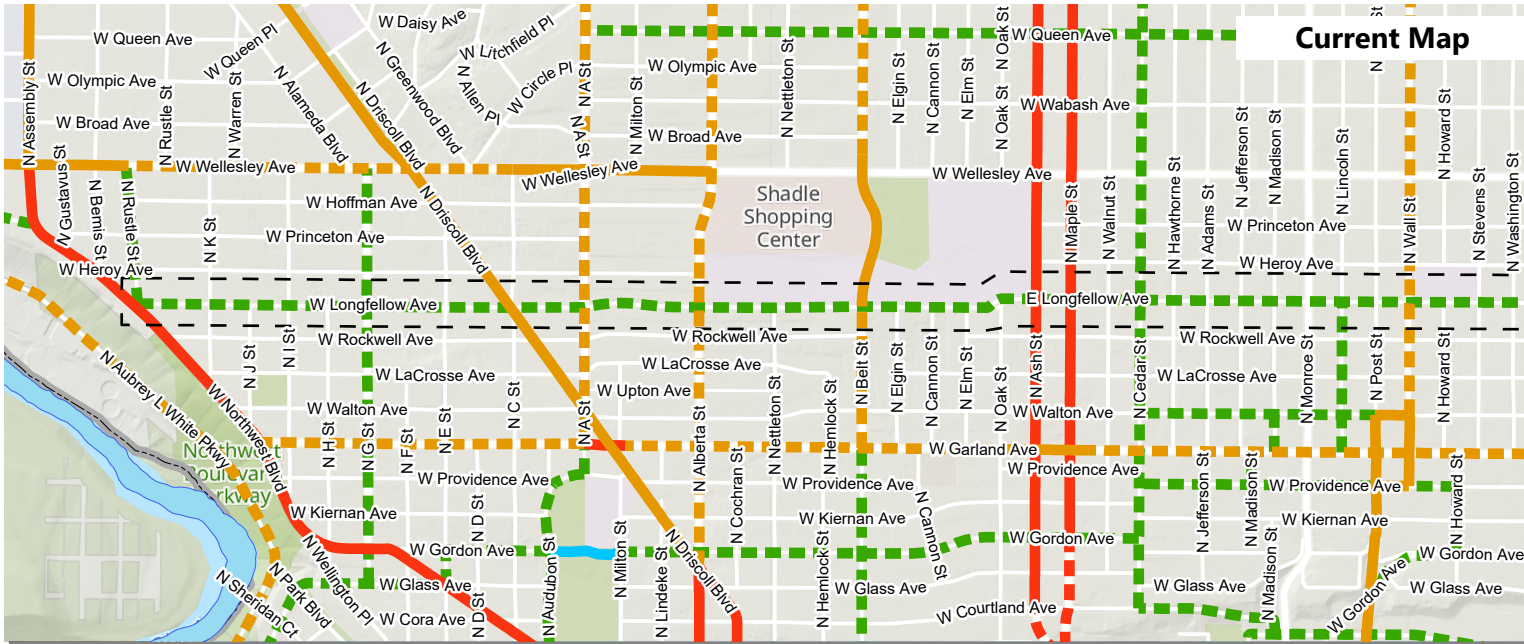 Current Map
W Daisy Ave
N Oak St
St
W Queen Ave
W Queen Pl
W Litchfield Pl
W Queen Ave
W Olympic Ave
N Assembly St
N Alameda Blvd
N Driscoll Blvd
N Greenwood Blvd
N Allen Pl
W Circle Pl
N A St
W Olympic Ave
N Milton St
N Nettleton St
N Elgin St
N Cannon St
N Elm St
N Oak St
W Wabash Ave
W Broad Ave
N Rustle St
N Warren St
N A St
W Broad Ave
N Jefferson St
N Madison St
N Lincoln St
N Howard St
N Washington St
N Gustavus St
N Bemis St
N Rustle St
W Wellesley Ave
W Wellesley Ave
W Wellesley Ave
N K St
W Hoffman Ave
N Driscoll Blvd
Shadle
Shopping
Center
N Maple St
N Walnut St
N Hawthorne St
N Adams St
W Princeton Ave
N Wall St
N Stevens St
W Princeton Ave
W Heroy Ave
W Heroy Ave
W Longfellow Ave
E Longfellow Ave
N J St
N I St
W Rockwell Ave
W Rockwell Ave
W Rockwell Ave
N Aubrey L White Pkwy
W Northwest Blvd
W LaCrosse Ave
W LaCrosse Ave
W LaCrosse Ave
N Belt St
N Elgin St
N Cannon St
N Elm St
N Oak St
N Ash St
N Cedar St
N Monroe St
N Post St
N Howard St
W Upton Ave
N C St
W Walton Ave
W Walton Ave
N H St
N G St
N F St
N E St
N A St
N Alberta St
N Cochran St
N Nettleton St
N Hemlock St
W Garland Ave
Northwest
Boulevard
Parkway
W Providence Ave
W Providence Ave
W Providence Ave
W Providence Ave
N Jefferson St
N Madison St
N Howard St
W Kiernan Ave
N D St
W Kiernan Ave
N Cannon St
W Kiernan Ave
W Gordon Ave
N Audubon St
N Milton St
N Lindeke St
N Driscoll Blvd
N Hemlock St
W Gordon Ave
W Gordon Ave
N Sheridan Ct
N Park Blvd
N Wellington Pl
W Glass Ave
W Glass Ave
W Glass Ave
N Madison St
W Gordon Ave
W Glass Ave
W Cora Ave
N D St
W Courtland Ave